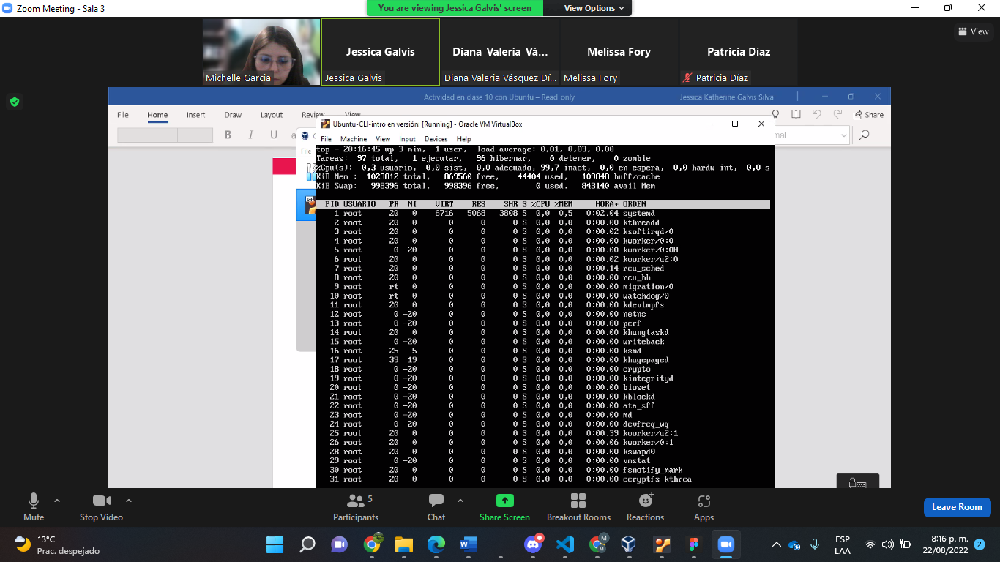 Zoom Meeting - Sala 3
You are viewing Jessica Galvis' screen
View Options
View
Michelle Garcia
Jessica Galvis
Jessica Galvis
Diana Valeria Vá...
Diana Valeria Vásquez Dí...
Melissa Fory
Melissa Fory
Patricia Díaz
Patricia Díaz
Actividad en clase 10 con Ubuntu – Read-only
Jessica Katherine Galvis Silva
File Home Insert Draw Layout Review View
Share
B I U
File
Ubuntu-CLI-intro en versión: [Running] - Oracle VM VirtualBox
File Machine View Input Devices Help
top - 20:16:45 up 3 min, 1 user, load average: 0,01, 0,03, 0,00
Tareas: 97 total, 1 ejecutar, 96 hibernar, 0 detener, 0 zombie
%Cpu(s): 0,3 usuario, 0,0 sist, 0,0 adecuado, 99,7 inact, 0,0 en espera, 0,0 hardw int, 0,0 s
KiB Mem : 1023812 total, 869560 free, 44404 used, 109848 buff/cache
KiB Swap: 998396 total, 998396 free, 0 used. 843140 avail Mem
PID USUARIO PR NI VIRT RES SHR S %CPU %MEM HORA+ ORDEN
1 root 20 0 6716 5068 3808 S 0,0 0,5 0:02.04 systemd
2 root 20 0 0 0 0 S 0,0 0,0 0:00.00 kthreadd
3 root 20 0 0 0 0 S 0,0 0,0 0:00.02 ksoftirqd/0
4 root 20 0 0 0 0 S 0,0 0,0 0:00.00 kworker/0:0
5 root 0 -20 0 0 0 S 0,0 0,0 0:00.00 kworker/0:0H
6 root 20 0 0 0 0 S 0,0 0,0 0:00.02 kworker/u2:0
7 root 20 0 0 0 0 S 0,0 0,0 0:00.14 rcu_sched
8 root 20 0 0 0 0 S 0,0 0,0 0:00.00 rcu_bh
9 root rt 0 0 0 0 S 0,0 0,0 0:00.00 migration/0
10 root rt 0 0 0 0 S 0,0 0,0 0:00.00 watchdog/0
11 root 20 0 0 0 0 S 0,0 0,0 0:00.00 kdevtmpfs
12 root 0 -20 0 0 0 S 0,0 0,0 0:00.00 netns
13 root 0 -20 0 0 0 S 0,0 0,0 0:00.00 perf
14 root 20 0 0 0 0 S 0,0 0,0 0:00.00 khungtaskd
15 root 0 -20 0 0 0 S 0,0 0,0 0:00.00 writeback
16 root 25 5 0 0 0 S 0,0 0,0 0:00.00 ksmd
17 root 39 19 0 0 0 S 0,0 0,0 0:00.00 khugepaged
18 root 0 -20 0 0 0 S 0,0 0,0 0:00.00 crypto
19 root 0 -20 0 0 0 S 0,0 0,0 0:00.00 kintegrityd
20 root 0 -20 0 0 0 S 0,0 0,0 0:00.00 bioset
21 root 0 -20 0 0 0 S 0,0 0,0 0:00.00 kblockd
22 root 0 -20 0 0 0 S 0,0 0,0 0:00.00 ata_sff
23 root 0 -20 0 0 0 S 0,0 0,0 0:00.00 md
24 root 0 -20 0 0 0 S 0,0 0,0 0:00.00 devfreq_wq
25 root 20 0 0 0 0 S 0,0 0,0 0:00.39 kworker/u2:1
26 root 20 0 0 0 0 S 0,0 0,0 0:00.06 kworker/0:1
28 root 20 0 0 0 0 S 0,0 0,0 0:00.00 kswapd0
29 root 0 -20 0 0 0 S 0,0 0,0 0:00.00 vmstat
30 root 20 0 0 0 0 S 0,0 0,0 0:00.00 fsnotify_mark
31 root 20 0 0 0 0 S 0,0 0,0 0:00.00 ecryptfs-kthrea
Mute
Stop Video
5
Participants
Chat
Share Screen
Breakout Rooms
Reactions
Apps
Leave Room
13°C
Prac. despejado
ESP
LAA
8:16 p. m.
22/08/2022
2